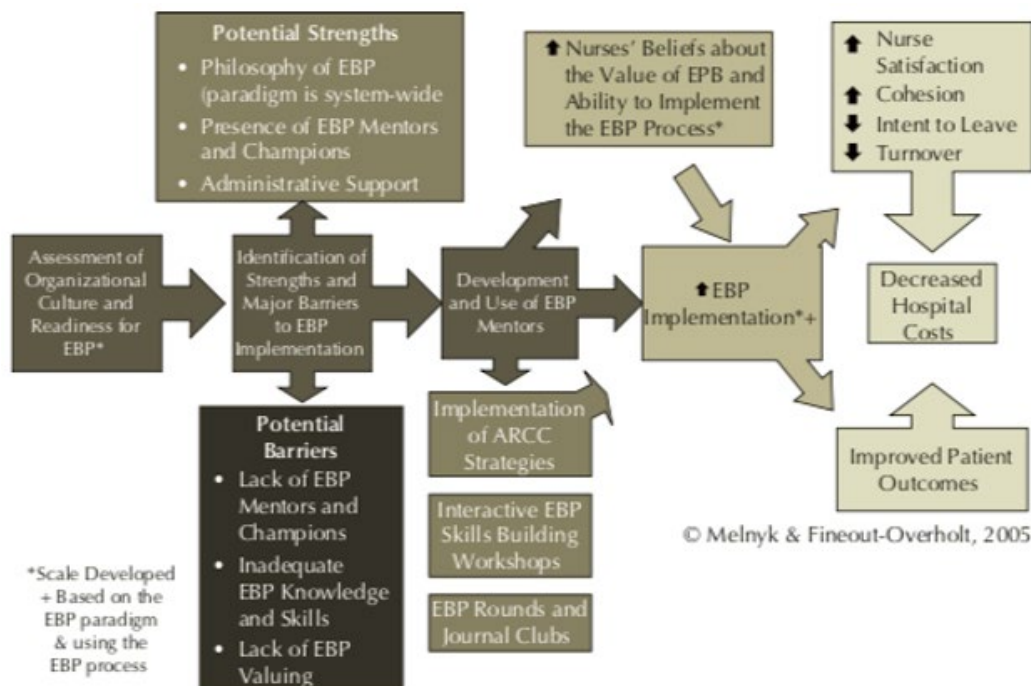 Potential Strengths
• Philosophy of EBP
(paradigm is system-wide
• Presence of EBP Mentors
and Champions
• Administrative Support
Nurses' Beliefs about
the Value of EPB and
Ability to Implement
the EBP Process*
Nurse
Satisfaction
Cohesion
Intent to Leave
Turnover
Assessment of
Organizational
Culture and
Readiness for
EBP*
Identification of
Strengths and
Major Barriers
to EBP
Implementation
Development
and Use of EBP
Mentors
EBP
Implementation*+
Decreased
Hospital
Costs
Potential
Barriers
• Lack of EBP
Mentors and
Champions
• Inadequate
EBP Knowledge
and Skills
• Lack of EBP
Valuing
Implementation
of ARCC
Strategies
Interactive EBP
Skills Building
Workshops
EBP Rounds and
Journal Clubs
Improved Patient
Outcomes
© Melnyk & Fineout-Overholt, 2005
*Scale Developed
+ Based on the
EBP paradigm
& using the
EBP process